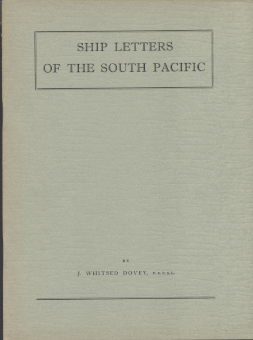 SHIP LETTERS
OF THE SOUTH PACIFIC
BY
J. WHITSED DOVEY,